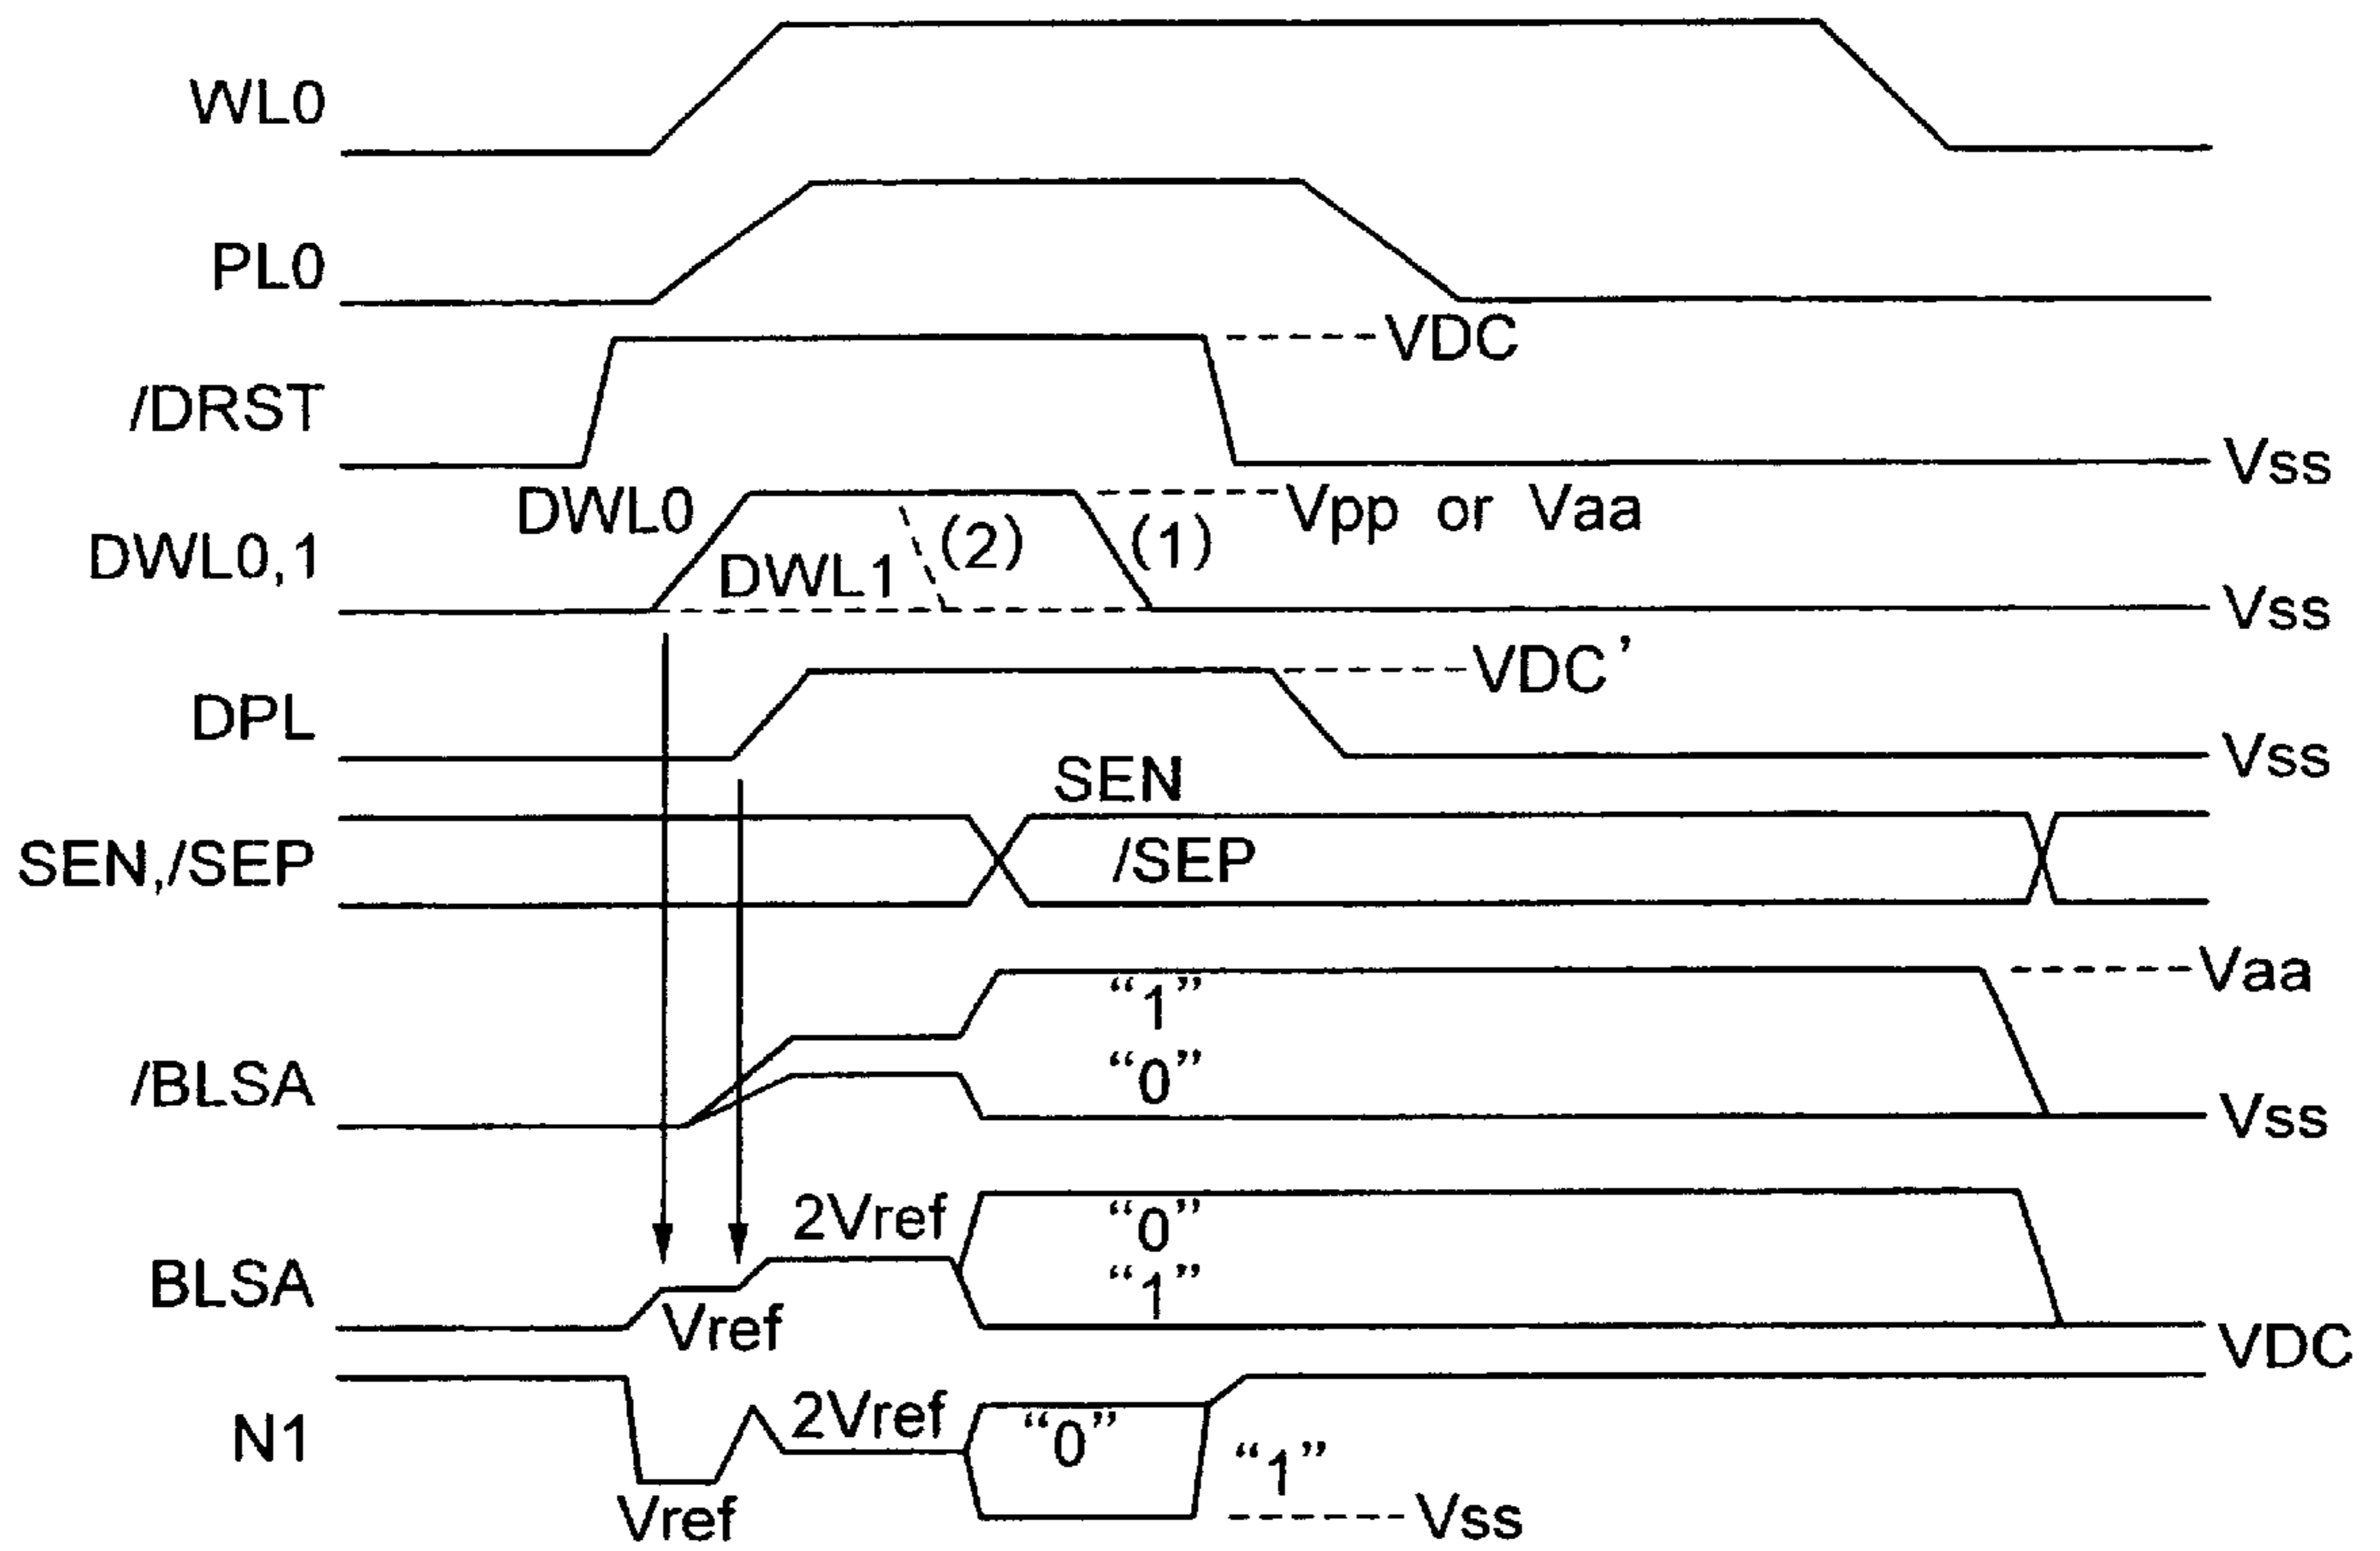 WL0
PL0
VDC
/DRST
Vss
DWL0
Vpp or Vaa
(2)
(1)
DWL0,1
DWL1
Vss
VDC’
DPL
Vss
SEN
SEN,/SEP
/SEP
Vaa
“1”
“0”
/BLSA
Vss
2Vref
“0”
BLSA
“1”
Vref
VDC
2Vref
N1
“0”
“1”
Vref
Vss